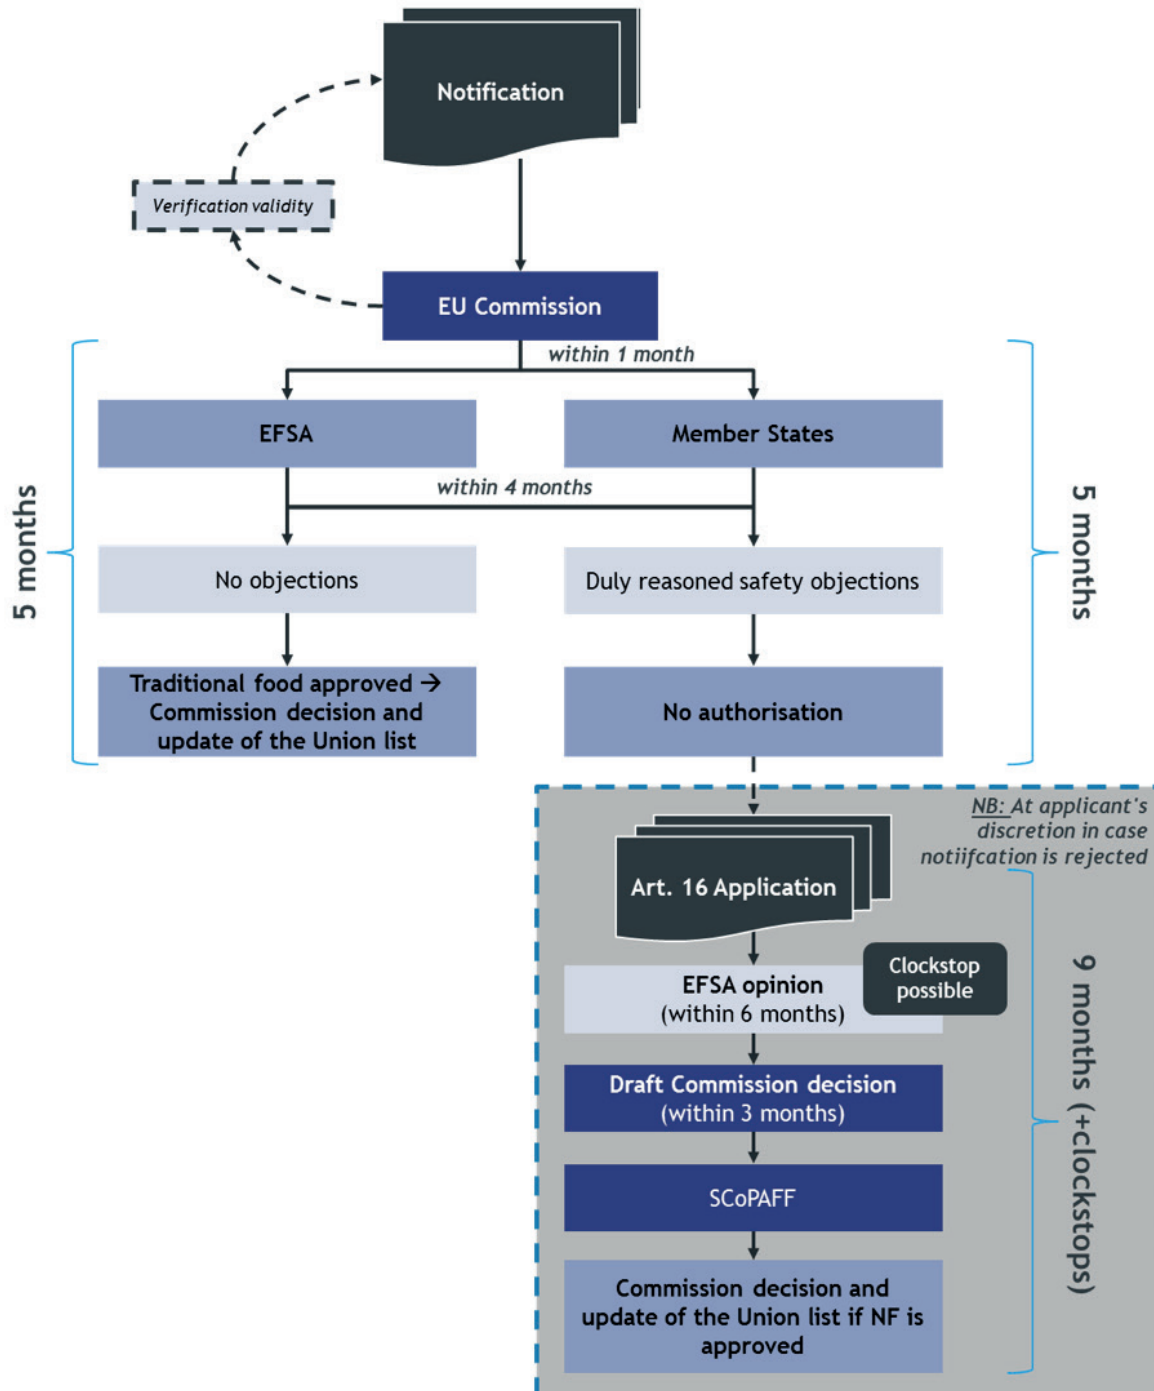 Notification
Verification validity
EU Commission
within 1 month
EFSA
Member States
within 4 months
5 months
5 months
No objections
Duly reasoned safety objections
Traditional food approved →
Commission decision and
update of the Union list
No authorisation
NB: At applicant's
discretion in case
notiifcation is rejected
Art. 16 Application
Clockstop
possible
EFSA opinion
(within 6 months)
9 months (+clockstops)
Draft Commission decision
(within 3 months)
SCoPAFF
Commission decision and
update of the Union list if NF is
approved